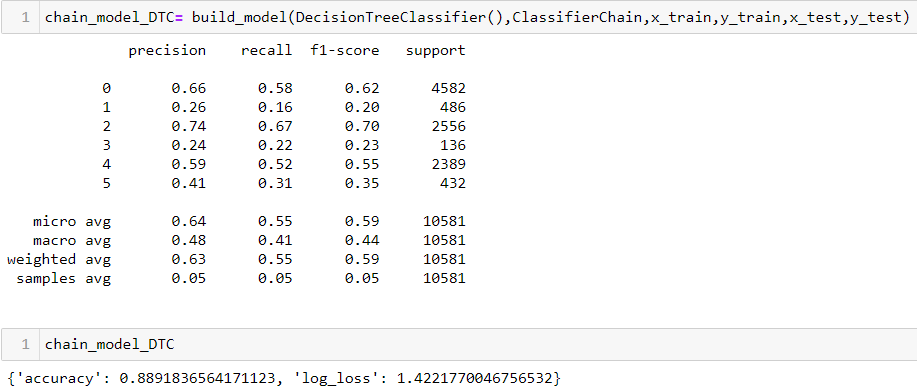 1 chain_model_DTC= build_model(DecisionTreeClassifier(),ClassifierChain,x_train,y_train,x_test,y_test)
precision recall f1-score support
0 0.66 0.58 0.62 4582
1 0.26 0.16 0.20 486
2 0.74 0.67 0.70 2556
3 0.24 0.22 0.23 136
4 0.59 0.52 0.55 2389
5 0.41 0.31 0.35 432
micro avg 0.64 0.55 0.59 10581
macro avg 0.48 0.41 0.44 10581
weighted avg 0.63 0.55 0.59 10581
samples avg 0.05 0.05 0.05 10581
1 chain_model_DTC
{'accuracy': 0.8891836564171123, 'log_loss': 1.4221770046756532}